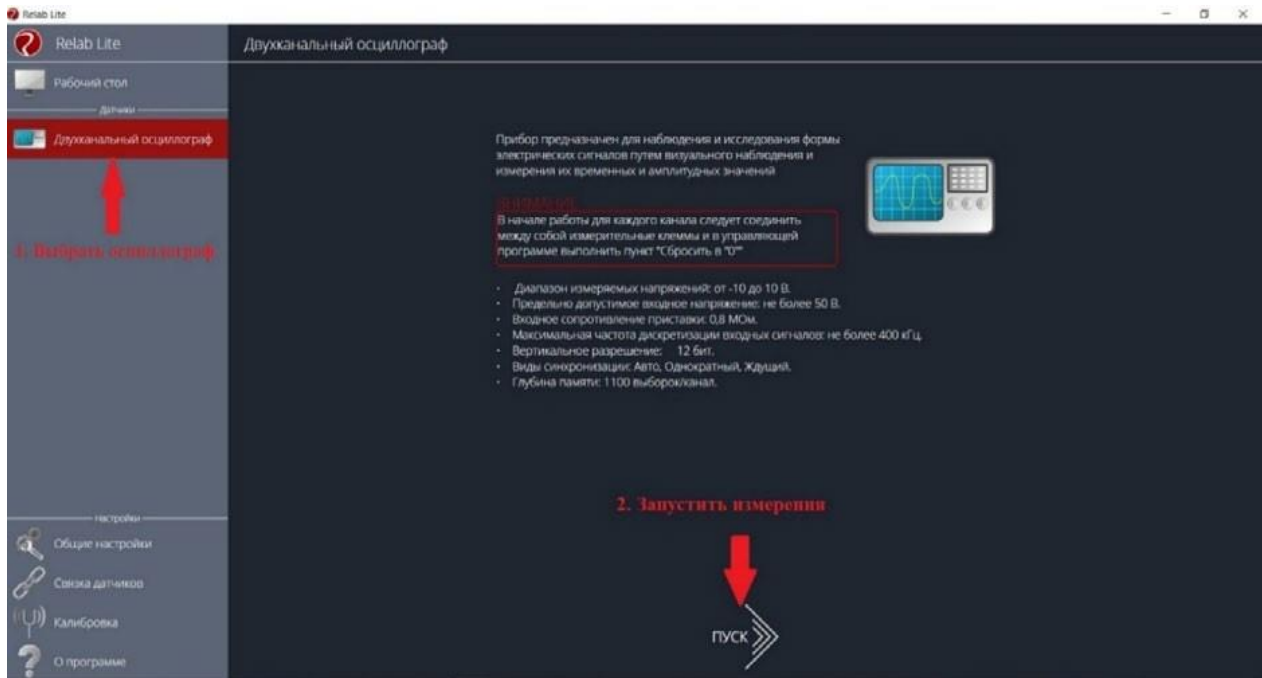 Relab Lite
Relab Lite
Двухканальный осциллограф
Рабочий стол
Датчики
Двухканальный осциллограф
1. Выбрать осциллограф
Прибор предназначен для наблюдения и исследования формы
электрических сигналов путем визуального наблюдения и
измерения их временных и амплитудных значений
ВНИМАНИЕ
В начале работы для каждого канала следует соединить
между собой измерительные клеммы и в управляющей
программе выполнить пункт "Сбросить в "0""
· Диапазон измеряемых напряжений: от -10 до 10 В.
· Предельно допустимое входное напряжение: не более 50 В.
· Входное сопротивление приставки: 0,8 МОм.
· Максимальная частота дискретизации входных сигналов: не более 400 кГц.
· Вертикальное разрешение: 12 бит.
· Виды синхронизации: Авто, Однократный, Ждущий.
· Глубина памяти: 1100 выборок/канал.
2. Запустить измерения
ПУСК
Настройки
Общие настройки
Связка датчиков
Калибровка
О программе